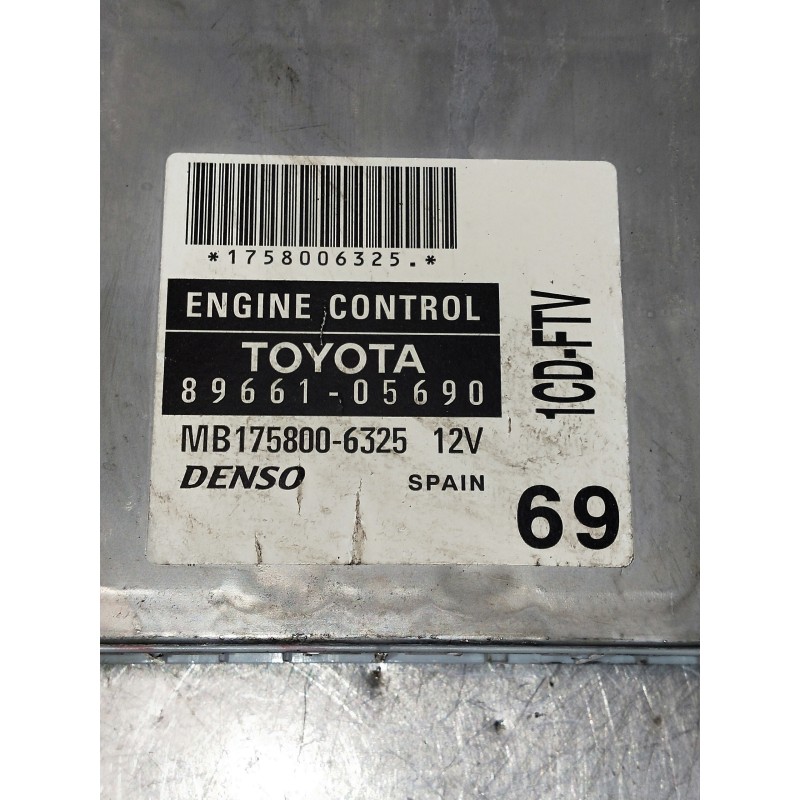 *1758006325.*
ENGINE CONTROL
TOYOTA
89661-05690
MB175800-6325 12V
DENSO SPAIN
1CD-FTV
69